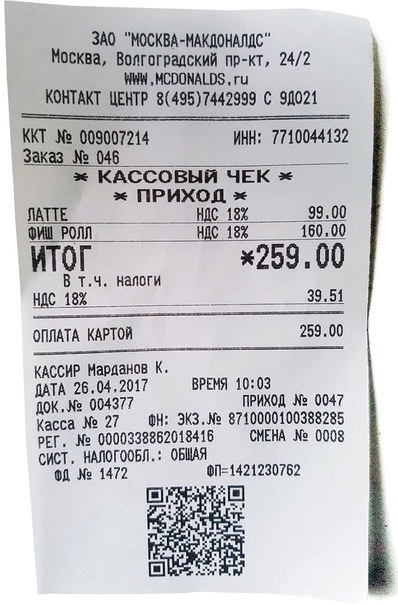 ЗАО "МОСКВА-МАКДОНАЛДС"
Москва, Волгоградский пр-кт, 24/2
WWW.MCDONALDS.ru
КОНТАКТ ЦЕНТР 8(495)7442999 С 9ДО21
ККТ № 009007214 ИНН: 7710044132
Заказ № 046
* КАССОВЫЙ ЧЕК *
* ПРИХОД *
ЛАТТЕ НДС 18% 99.00
ФИШ РОЛЛ НДС 18% 160.00
ИТОГ *259.00
В т.ч. налоги
НДС 18% 39.51
ОПЛАТА КАРТОЙ 259.00
КАССИР Марданов К.
ДАТА 26.04.2017 ВРЕМЯ 10:03
ДОК.№ 004377 ПРИХОД № 0047
Касса № 27 ФН: ЭКЗ.№ 8710000100388285
РЕГ. № 0000338862018416 СМЕНА № 0008
СИСТ. НАЛОГООБЛ.: ОБЩАЯ
ФД № 1472 ФП=1421230762